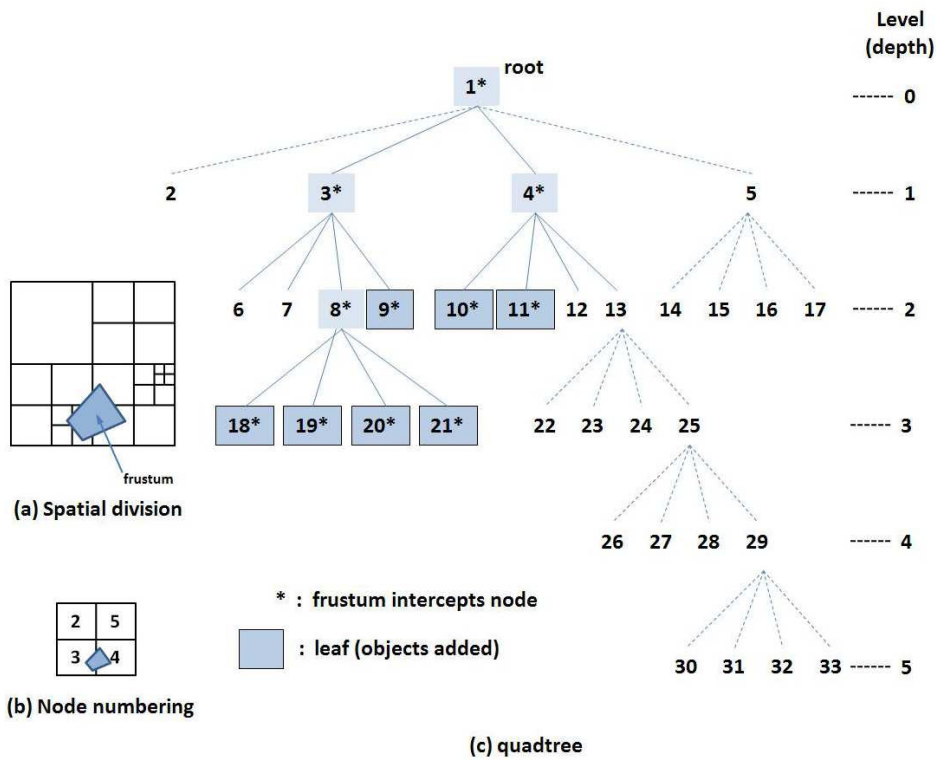 Level
(depth)
root
1* ------ 0
2 3* 4* 5 ------ 1
6 7 8* 9* 10* 11* 12 13 14 15 16 17 ------ 2
18* 19* 20* 21* 22 23 24 25 ------ 3
frustum
(a) Spatial division
26 27 28 29 ------ 4
* : frustum intercepts node
2 5
3 4
: leaf (objects added)
30 31 32 33 ------ 5
(b) Node numbering
(c) quadtree